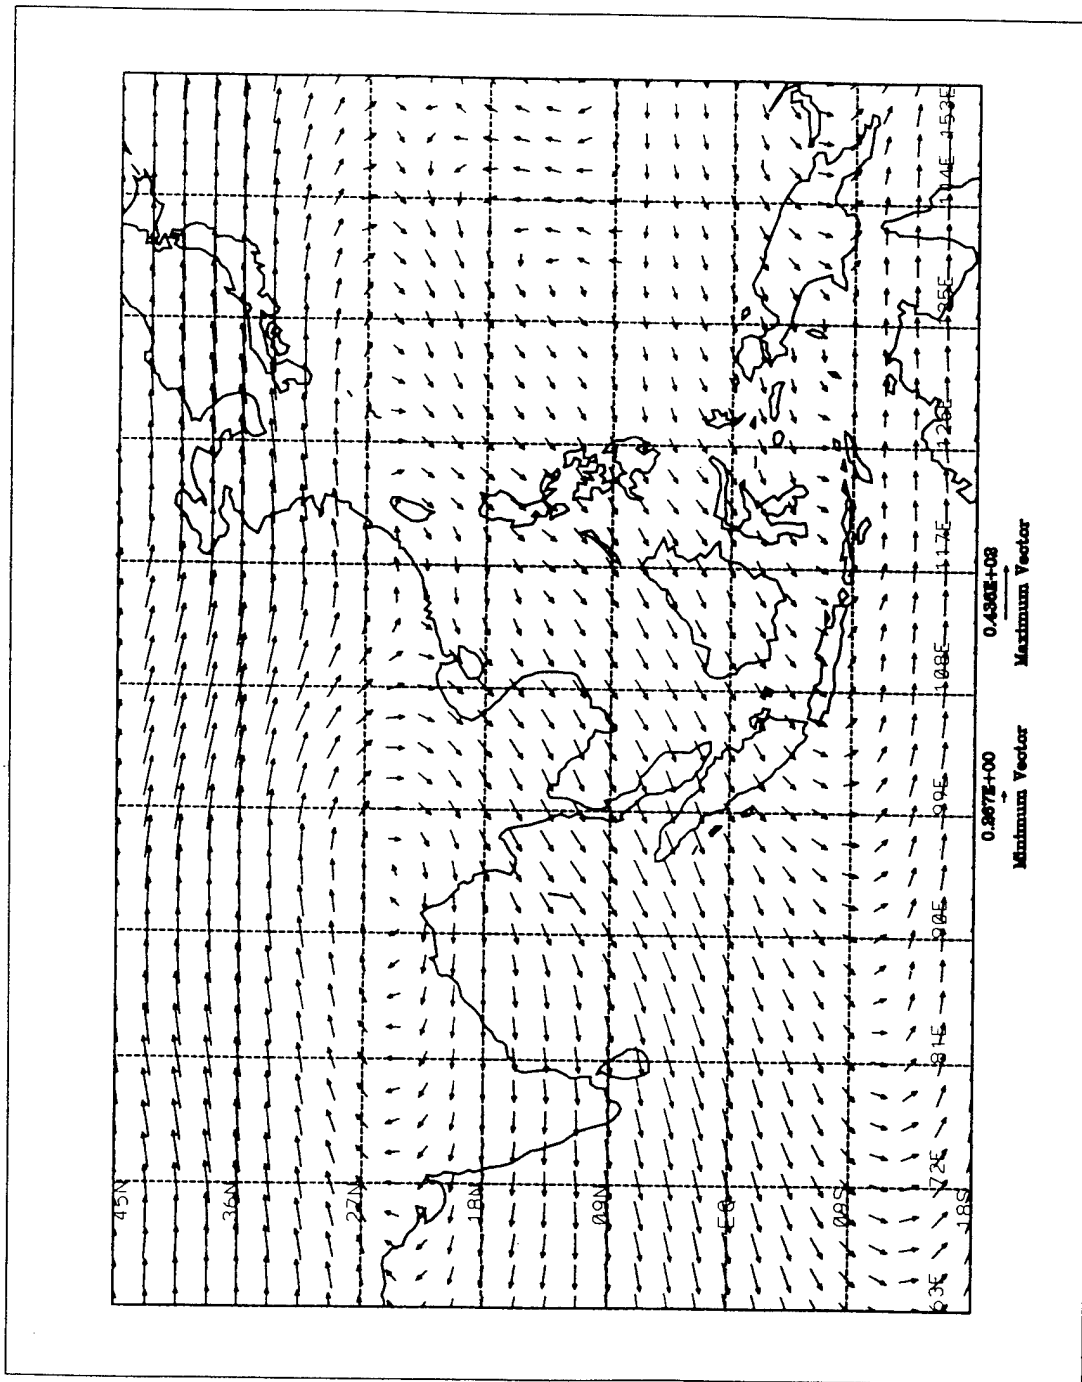 45N
36N
27N
18N
09N
EQ
09S
18S
63E
72E
81E
90E
99E
108E
117E
126E
135E
144E
153E
0.267E+00
Minimum Vector
0.436E+02
Maximum Vector